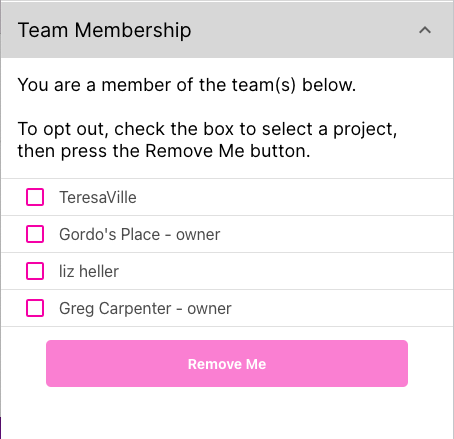 Team Membership
You are a member of the team(s) below.
To opt out, check the box to select a project,
then press the Remove Me button.
TeresaVille
Gordo's Place - owner
liz heller
Greg Carpenter - owner
Remove Me